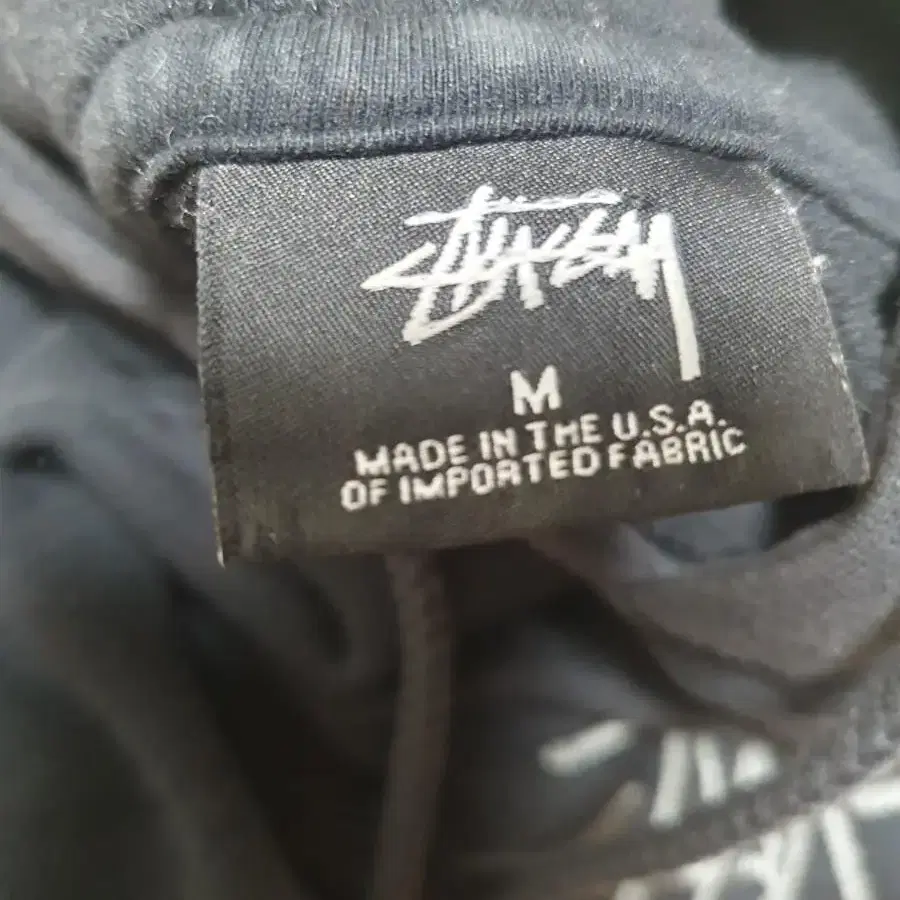 STÜSSY
M
MADE IN THE U.S.A.
OF IMPORTED FABRIC